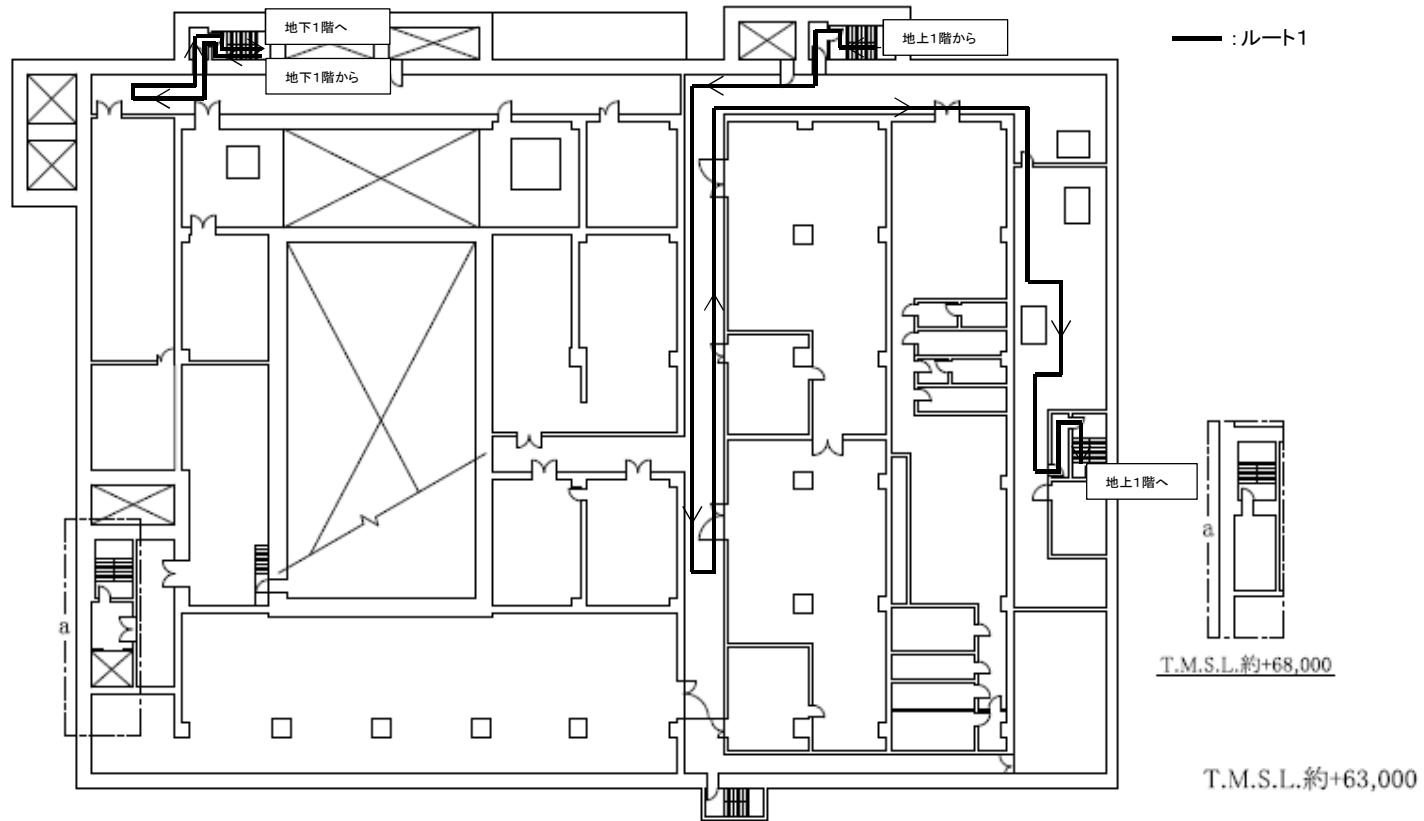 地下1階へ
地上1階から
：ルート1
地下1階から
地上1階へ
a
a
T.M.S.L.約+68,000
T.M.S.L.約+63,000